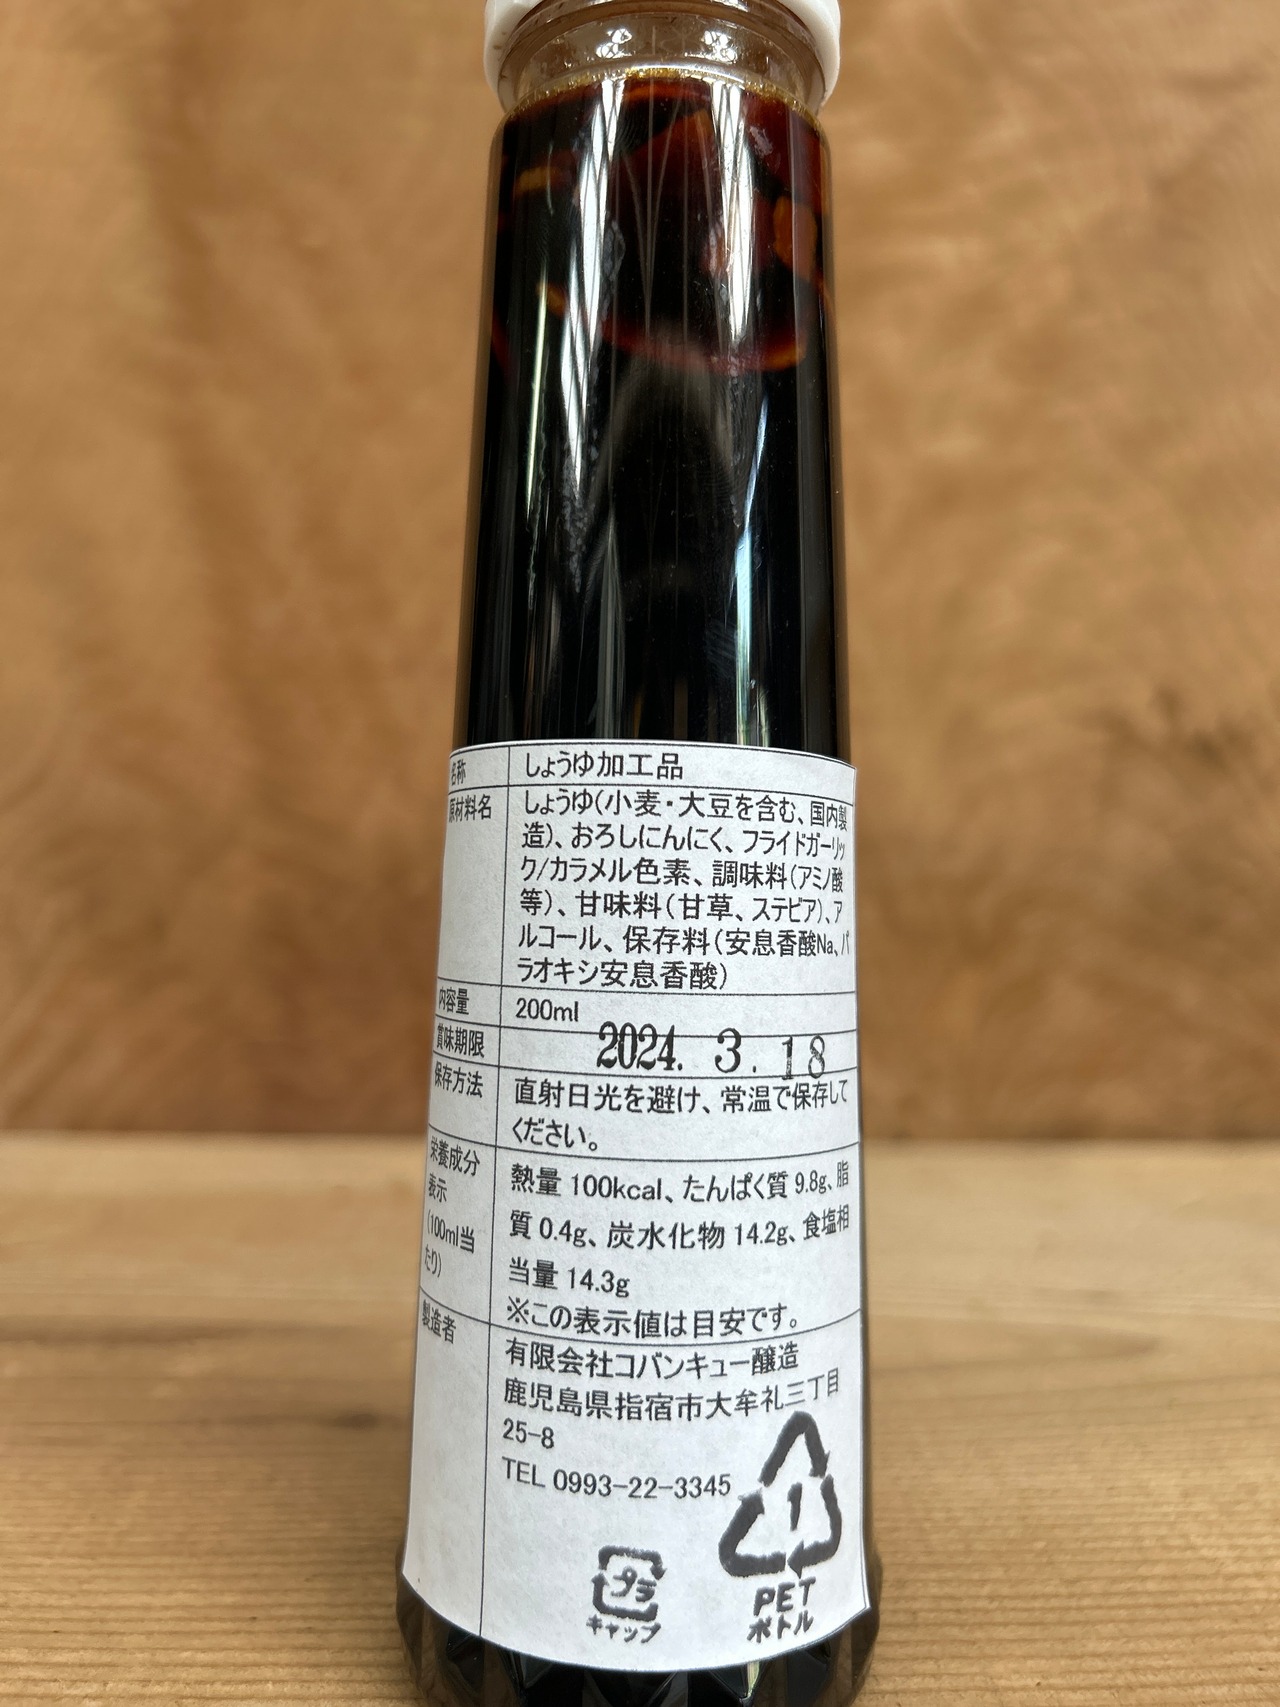 名称 しょうゆ加工品
原材料名 しょうゆ(小麦・大豆を含む、国内製
造)、おろしにんにく、フライドガーリッ
ク/カラメル色素、調味料(アミノ酸
等)、甘味料(甘草、ステビア)、ア
ルコール、保存料(安息香酸Na、パ
ラオキシ安息香酸)
内容量 200ml
賞味期限 2024. 3. 18
保存方法 直射日光を避け、常温で保存して
ください。
栄養成分 熱量 100kcal、たんぱく質 9.8g、脂
表示 質 0.4g、炭水化物 14.2g、食塩相
(100ml当 当量 14.3g
たり) ※この表示値は目安です。
製造者 有限会社コバンキュー醸造
鹿児島県指宿市大牟礼三丁目
25-8
TEL 0993-22-3345
1
プラ PET
キャップ ボトル